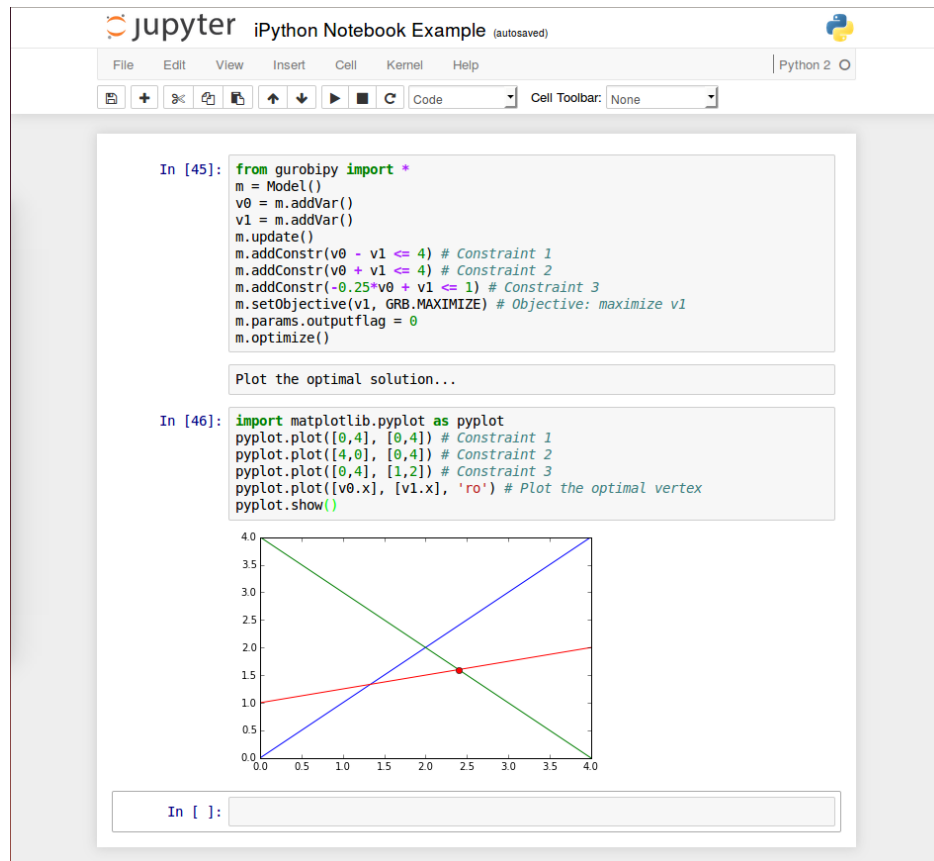 jupyter iPython Notebook Example (autosaved)
File Edit View Insert Cell Kernel Help Python 2
Code Cell Toolbar: None
In [45]: from gurobipy import *
m = Model()
v0 = m.addVar()
v1 = m.addVar()
m.update()
m.addConstr(v0 - v1 <= 4) # Constraint 1
m.addConstr(v0 + v1 <= 4) # Constraint 2
m.addConstr(-0.25*v0 + v1 <= 1) # Constraint 3
m.setObjective(v1, GRB.MAXIMIZE) # Objective: maximize v1
m.params.outputflag = 0
m.optimize()
Plot the optimal solution...
In [46]: import matplotlib.pyplot as pyplot
pyplot.plot([0,4], [0,4]) # Constraint 1
pyplot.plot([4,0], [0,4]) # Constraint 2
pyplot.plot([0,4], [1,2]) # Constraint 3
pyplot.plot([v0.x], [v1.x], 'ro') # Plot the optimal vertex
pyplot.show()
4.0
3.5
3.0
2.5
2.0
1.5
1.0
0.5
0.0
0.0 0.5 1.0 1.5 2.0 2.5 3.0 3.5 4.0
In [ ]: